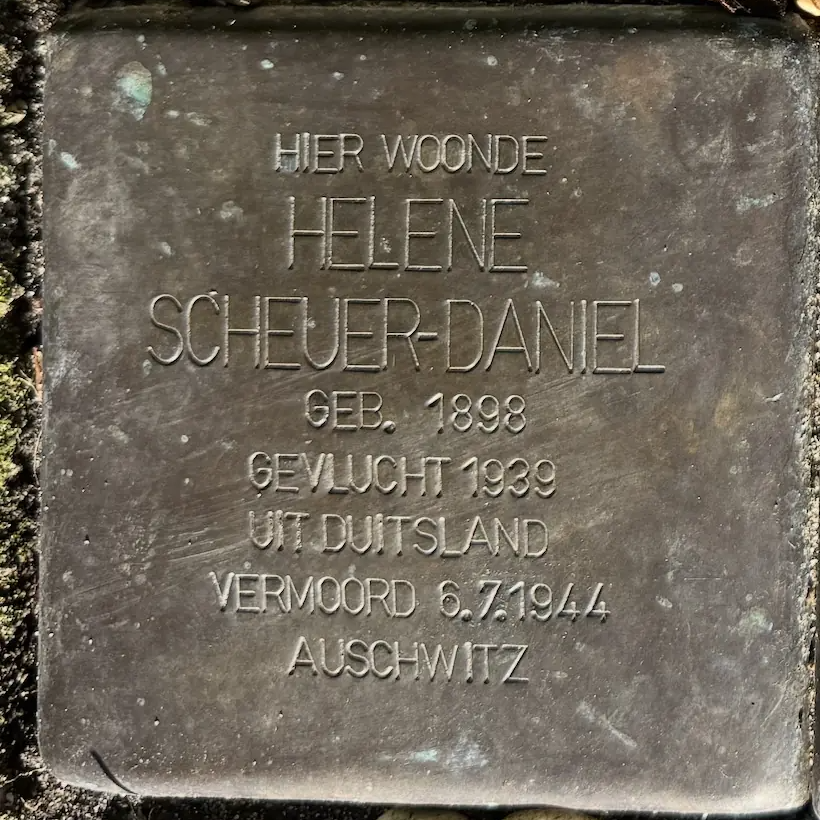 HIER WOONDE
HELENE
SCHEUER-DANIEL
GEB. 1898
GEVLUCHT 1939
UIT DUITSLAND
VERMOORD 6.7.1944
AUSCHWITZ